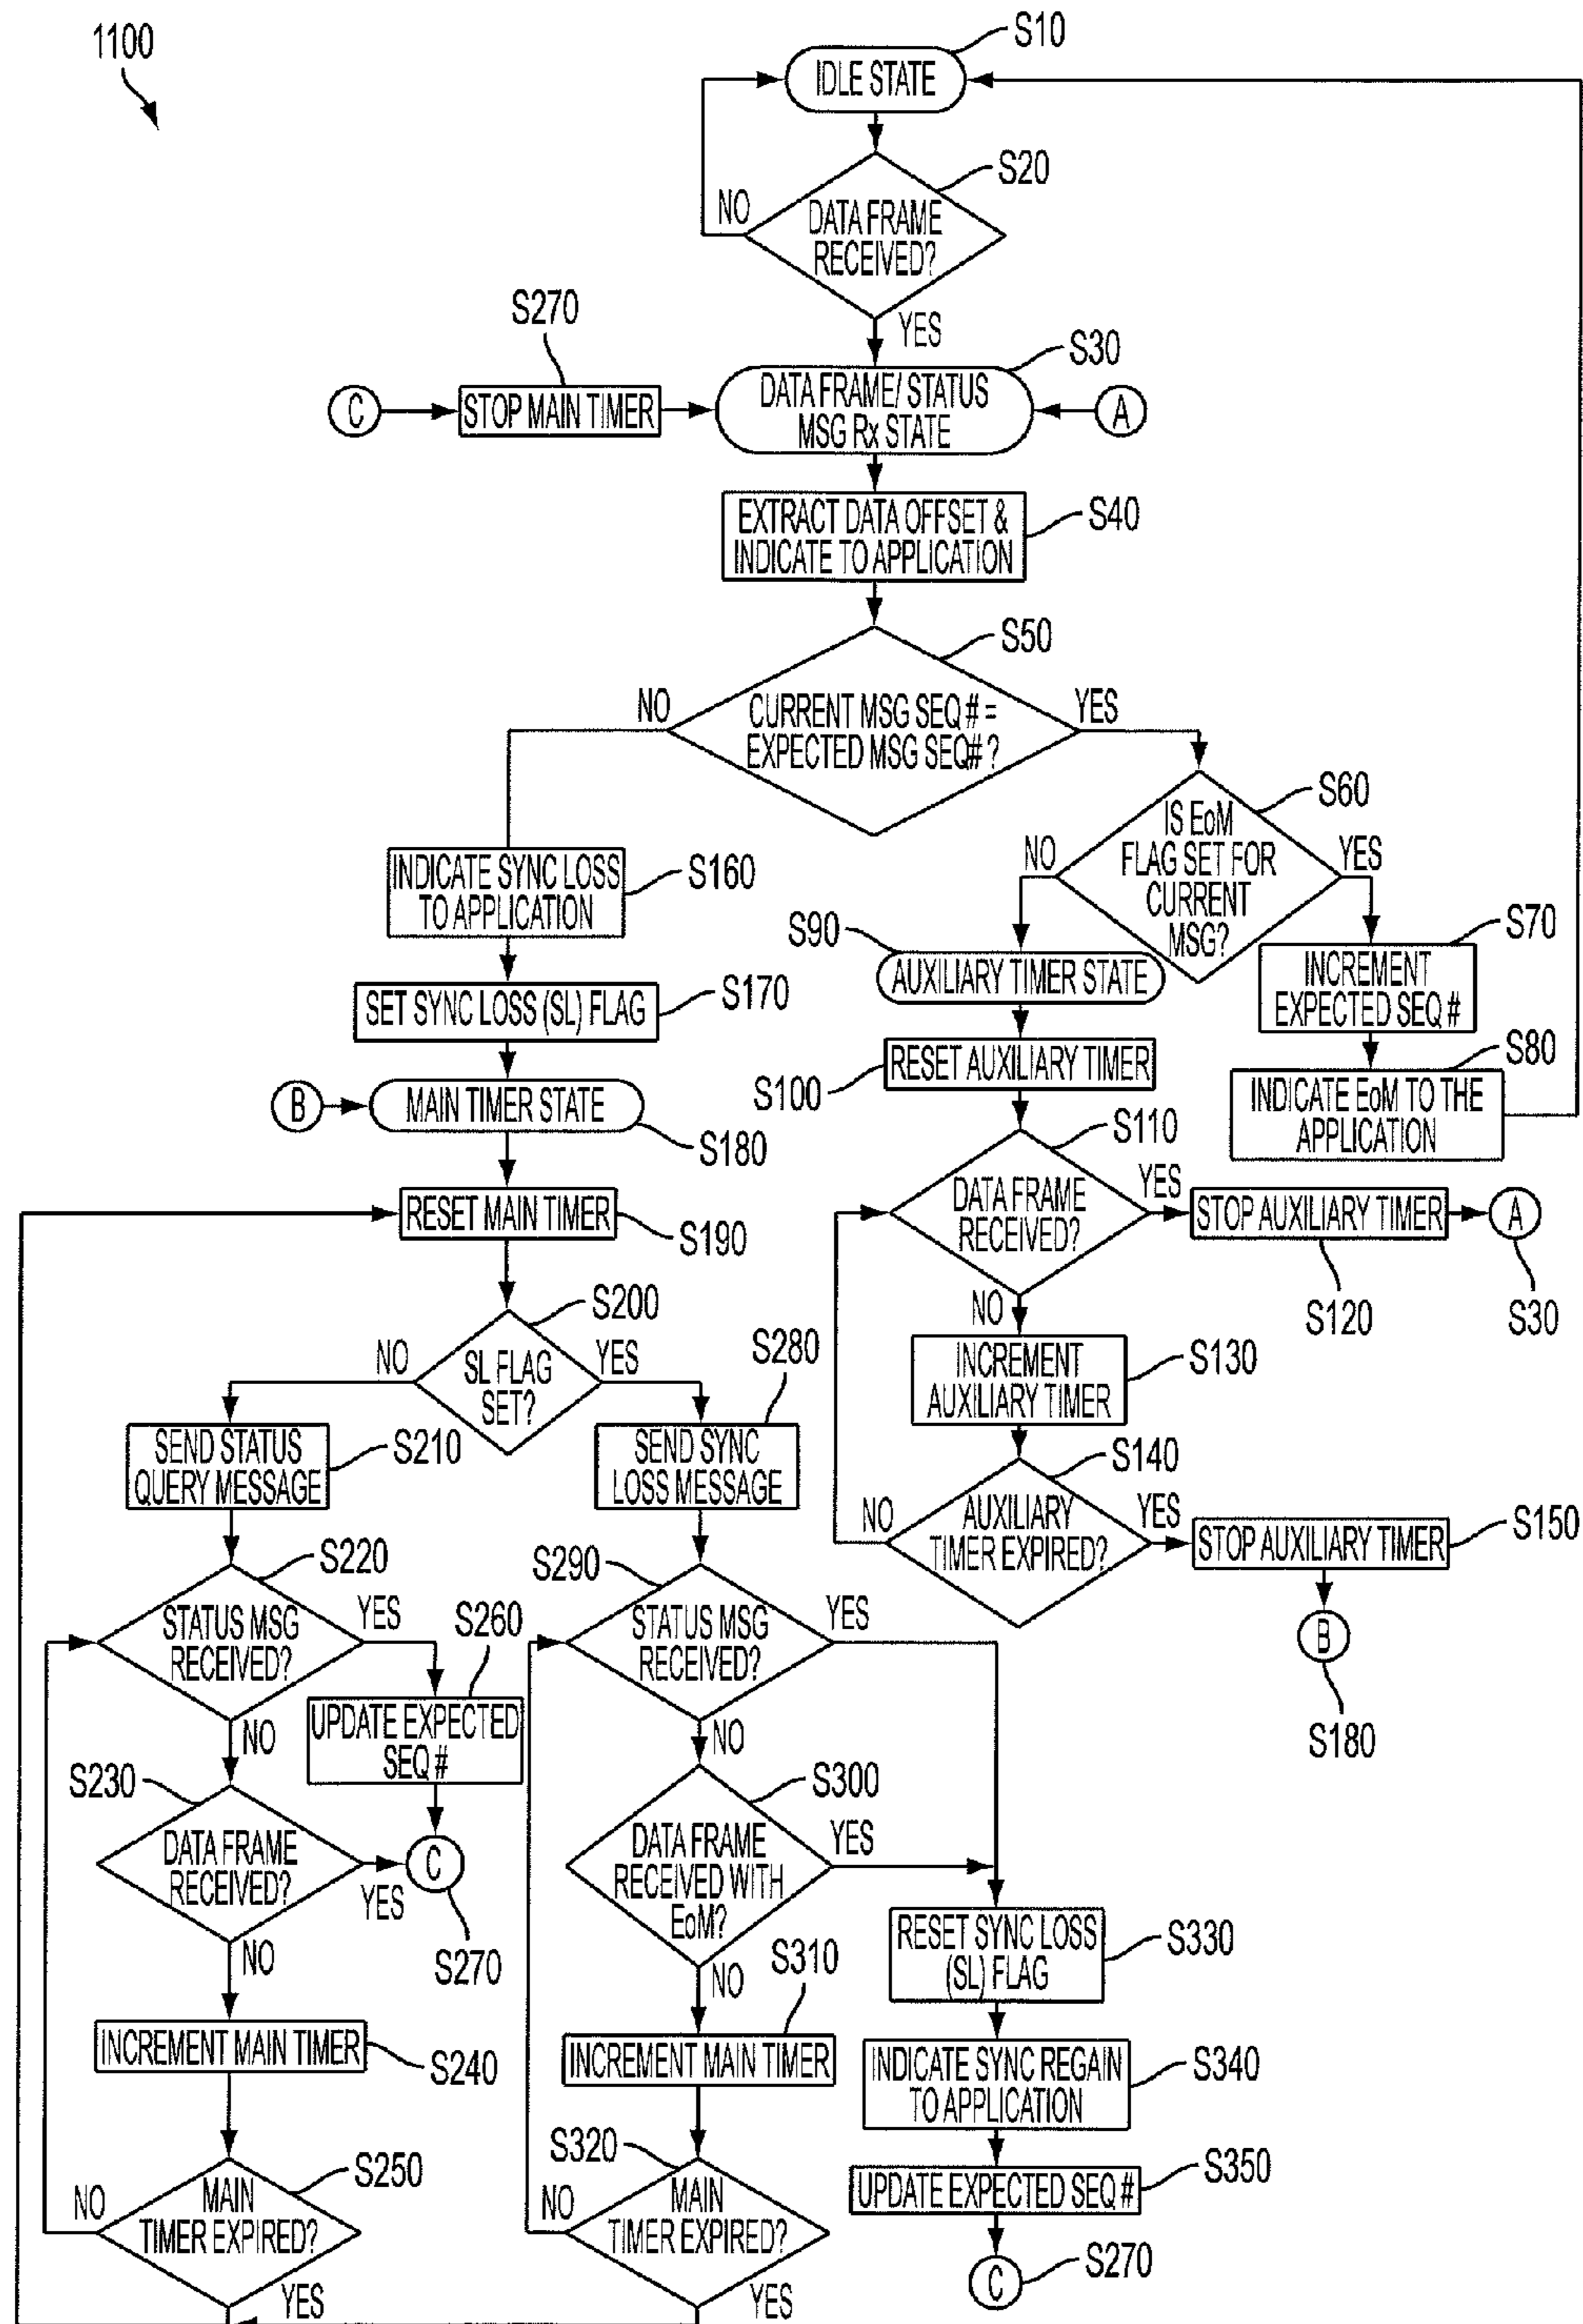 1100
S10
IDLE STATE
S20
NO
DATA FRAME
RECEIVED?
YES
S270
S30
C
STOP MAIN TIMER
DATA FRAME/ STATUS
MSG Rx STATE
A
EXTRACT DATA OFFSET &
INDICATE TO APPLICATION
S40
S50
NO
CURRENT MSG SEQ # =
EXPECTED MSG SEQ# ?
YES
S60
IS EoM
FLAG SET FOR
CURRENT
MSG?
NO
YES
INDICATE SYNC LOSS
TO APPLICATION
S160
S90
AUXILIARY TIMER STATE
S70
INCREMENT
EXPECTED SEQ #
SET SYNC LOSS (SL) FLAG
S170
RESET AUXILIARY TIMER
S100
S80
INDICATE EoM TO THE
APPLICATION
B
MAIN TIMER STATE
S180
S110
DATA FRAME
RECEIVED?
YES
STOP AUXILIARY TIMER
A
S120
S30
RESET MAIN TIMER
S190
NO
INCREMENT
AUXILIARY TIMER
S130
S200
NO
SL FLAG
SET?
YES
S280
S140
NO
AUXILIARY
TIMER EXPIRED?
YES
STOP AUXILIARY TIMER
S150
B
S180
SEND STATUS
QUERY MESSAGE
S210
SEND SYNC
LOSS MESSAGE
S220
STATUS MSG
RECEIVED?
YES
S260
UPDATE EXPECTED
SEQ #
NO
S290
STATUS MSG
RECEIVED?
YES
NO
S230
DATA FRAME
RECEIVED?
YES
C
S270
NO
S300
DATA FRAME
RECEIVED WITH
EoM?
YES
NO
S310
RESET SYNC LOSS
(SL) FLAG
S330
INCREMENT MAIN TIMER
S240
INCREMENT MAIN TIMER
INDICATE SYNC REGAIN
TO APPLICATION
S340
S250
NO
MAIN
TIMER EXPIRED?
YES
S320
NO
MAIN
TIMER EXPIRED?
YES
UPDATE EXPECTED SEQ #
S350
C
S270